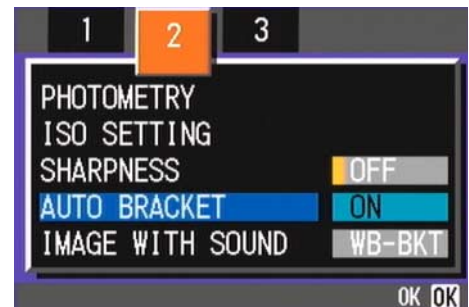 1 2 3
PHOTOMETRY
ISO SETTING
SHARPNESS OFF
AUTO BRACKET ON
IMAGE WITH SOUND WB-BKT
OK OK